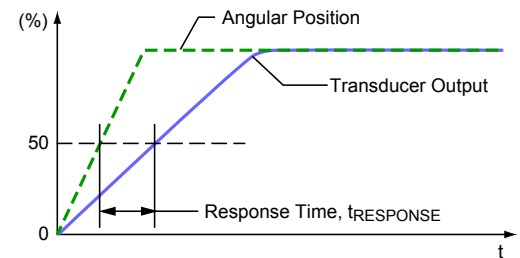 (%)
Angular Position
Transducer Output
50
Response Time, tRESPONSE
0
t